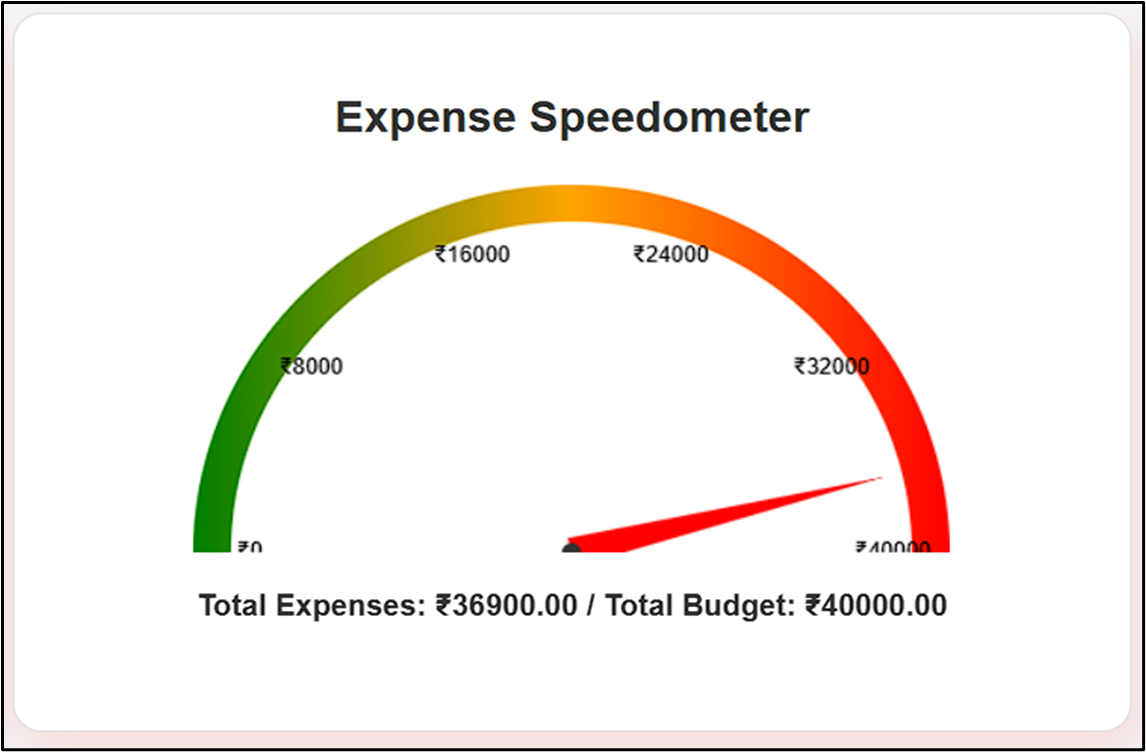 Expense Speedometer
₹16000 ₹24000
₹8000 ₹32000
₹0 ₹40000
Total Expenses: ₹36900.00 / Total Budget: ₹40000.00